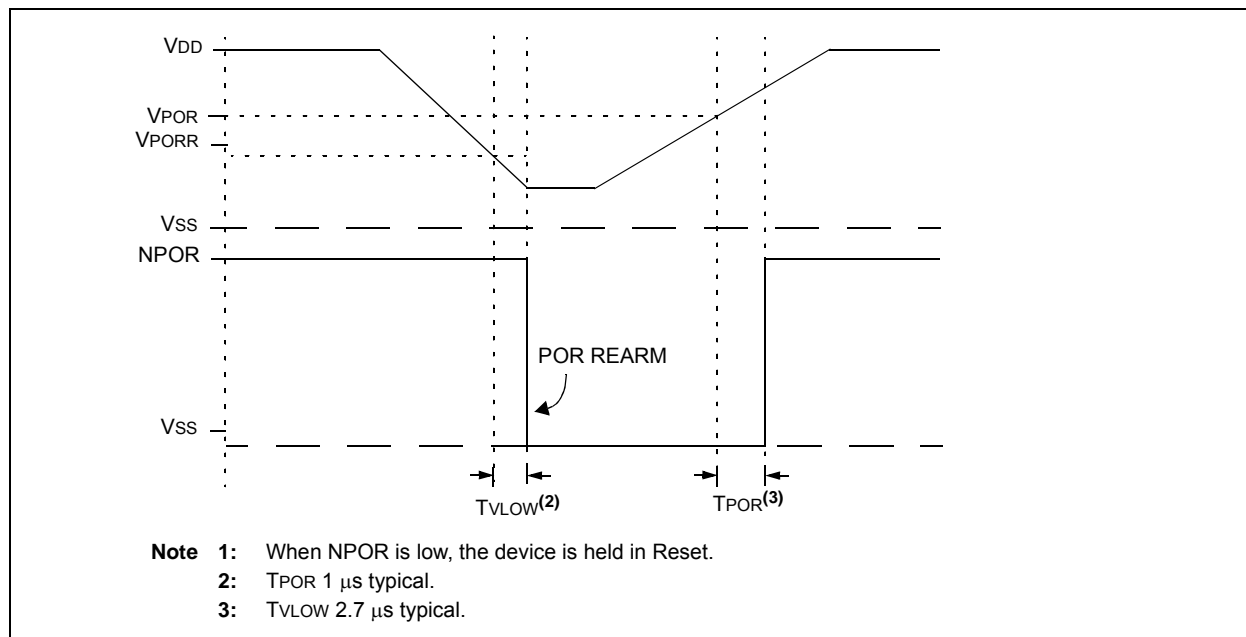 VDD
VPOR
VPORR
VSS
NPOR
POR REARM
VSS
TVLOW(2)
TPOR(3)
Note 1: When NPOR is low, the device is held in Reset.
2: TPOR 1 μs typical.
3: TVLOW 2.7 μs typical.